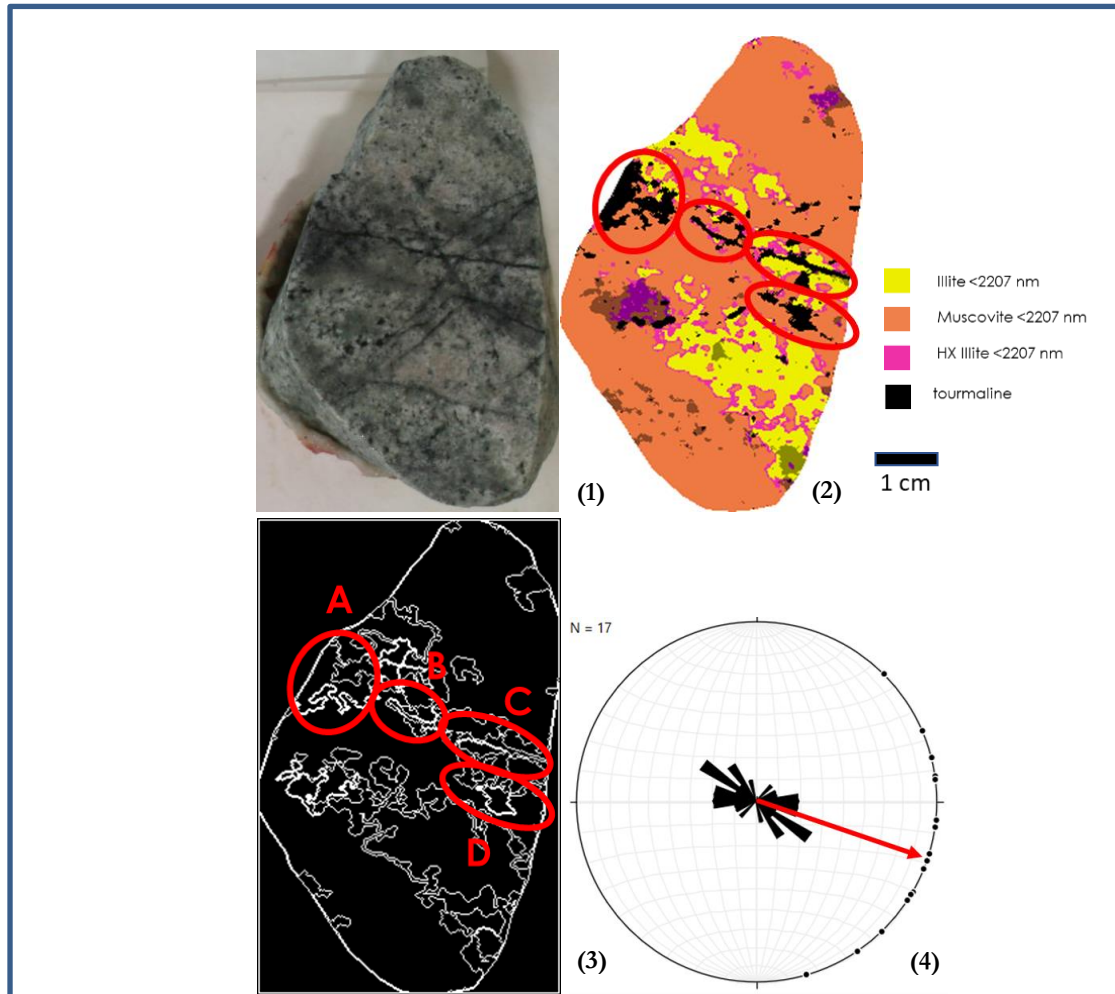 Illite <2207 nm
Muscovite <2207 nm
HX Illite <2207 nm
tourmaline
1 cm
(1)
(2)
A
B
C
D
N = 17
(3)
(4)